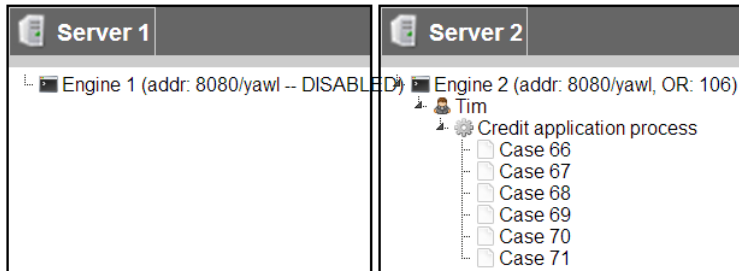 Server 1
Engine 1 (addr: 8080/yawl -- DISABLED)
Server 2
Engine 2 (addr: 8080/yawl, OR: 106)
Tim
Credit application process
Case 66
Case 67
Case 68
Case 69
Case 70
Case 71